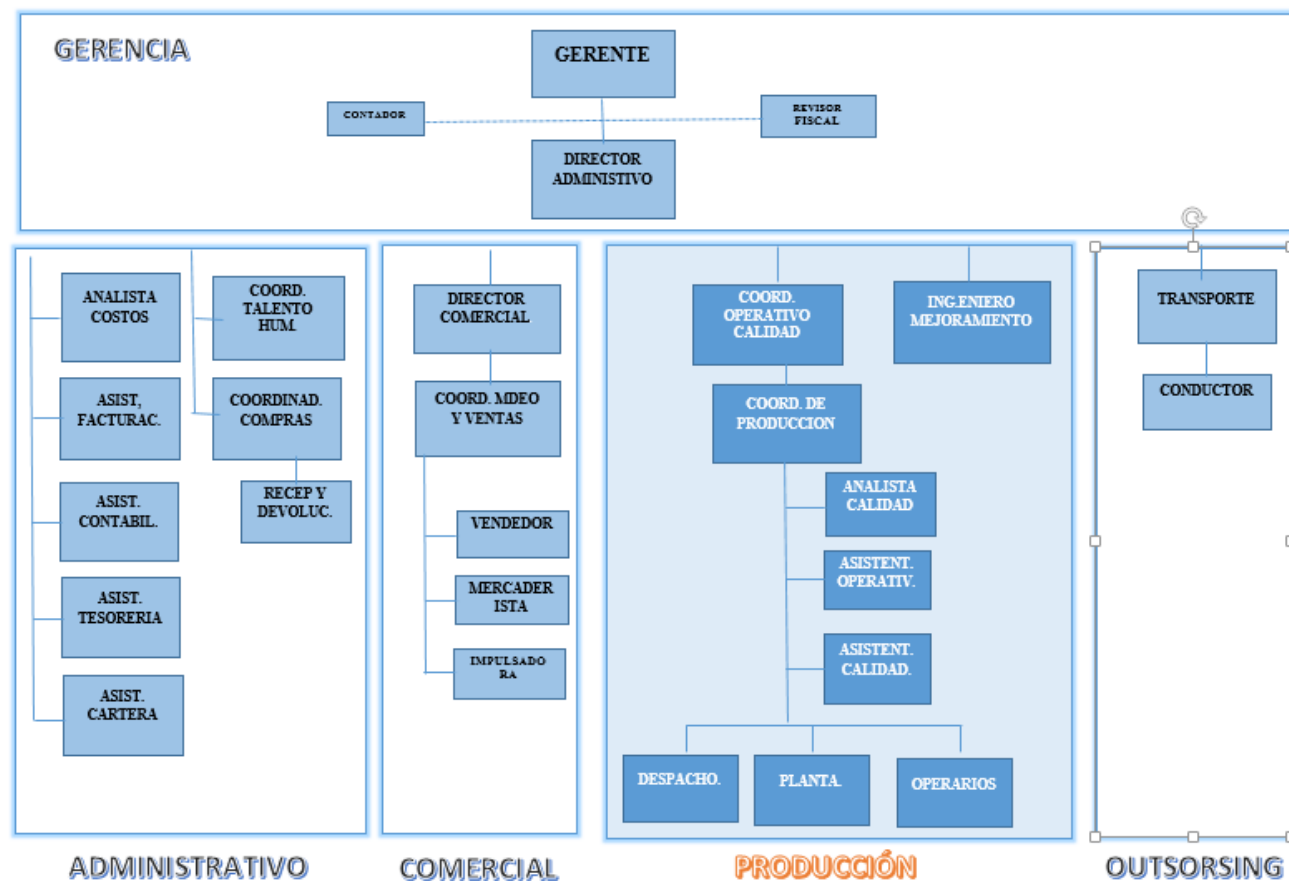 GERENCIA
GERENTE
CONTADOR
REVISOR
FISCAL
DIRECTOR
ADMINISTIVO
ANALISTA
COSTOS
ASIST,
FACTURAC.
ASIST.
CONTABIL.
ASIST.
TESORERIA
ASIST.
CARTERA
COORD.
TALENTO
HUM.
COORDINAD.
COMPRAS
RECEP Y
DEVOLUC.
ADMINISTRATIVO
DIRECTOR
COMERCIAL
COORD. MDEO
Y VENTAS
VENDEDOR
MERCADER
ISTA
IMPULSADO
RA
COMERCIAL
COORD.
OPERATIVO
CALIDAD
ING.ENIERO
MEJORAMIENTO
COORD. DE
PRODUCCION
ANALISTA
CALIDAD
ASISTENT.
OPERATIV.
ASISTENT.
CALIDAD.
DESPACHO.
PLANTA.
OPERARIOS
PRODUCCIÓN
TRANSPORTE
CONDUCTOR
OUTSORSING